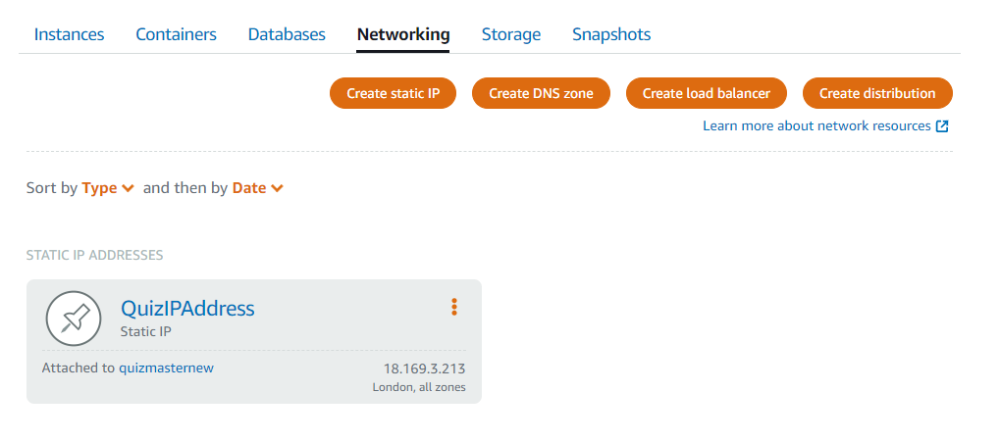 Instances Containers Databases Networking Storage Snapshots
Create static IP Create DNS zone Create load balancer Create distribution
Learn more about network resources
Sort by Type and then by Date
STATIC IP ADDRESSES
QuizIPAddress
Static IP
Attached to quizmasternew 18.169.3.213
London, all zones